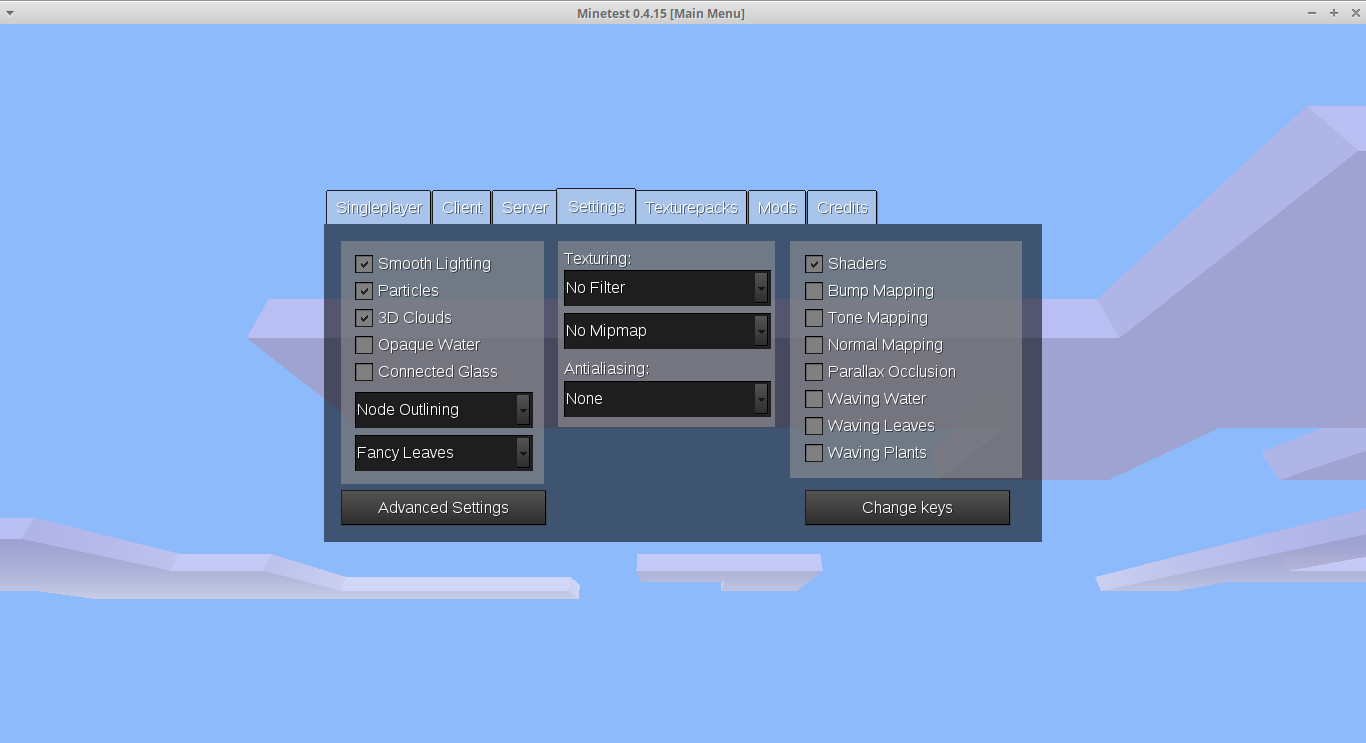 Minetest 0.4.15 [Main Menu]
Singleplayer Client Server Settings Texturepacks Mods Credits
Smooth Lighting
Particles
3D Clouds
Opaque Water
Connected Glass
Node Outlining
Fancy Leaves
Advanced Settings
Texturing:
No Filter
No Mipmap
Antialiasing:
None
Shaders
Bump Mapping
Tone Mapping
Normal Mapping
Parallax Occlusion
Waving Water
Waving Leaves
Waving Plants
Change keys